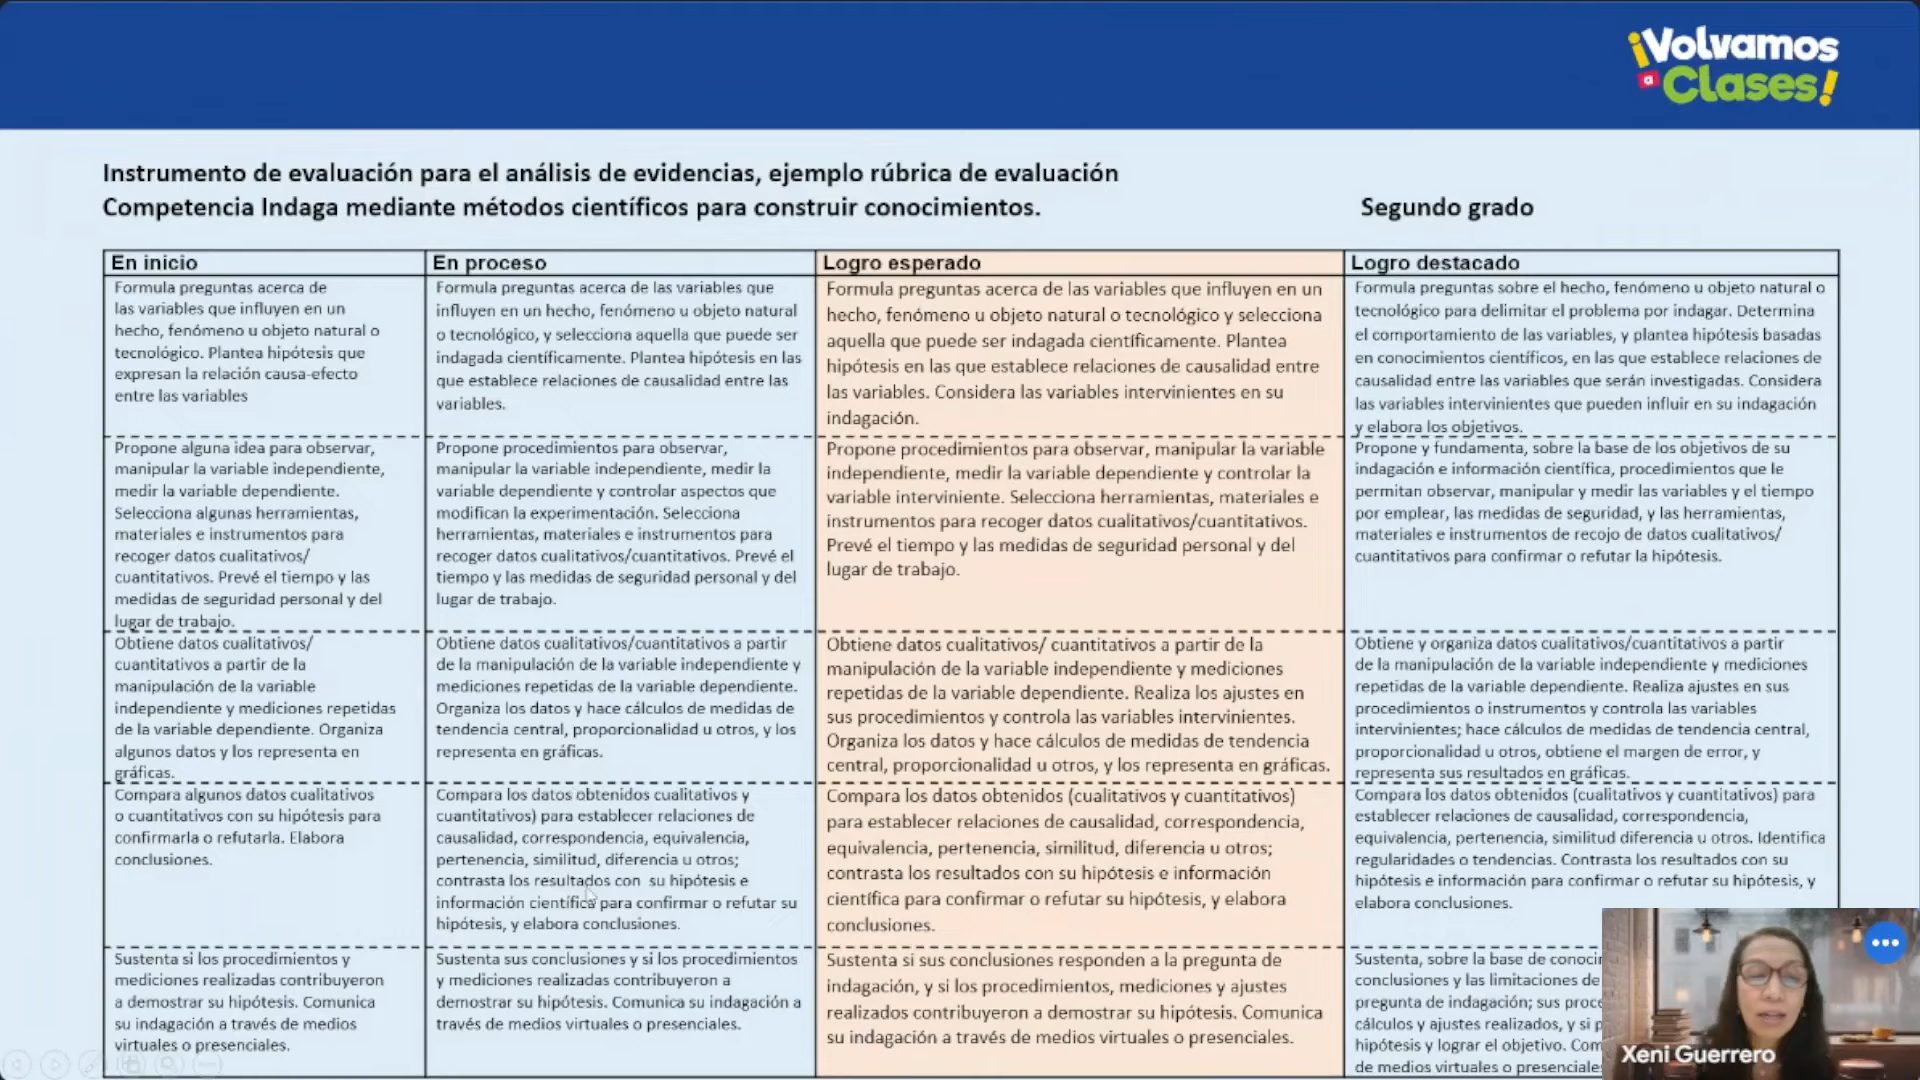 ¡Volvamos
a Clases!
Instrumento de evaluación para el análisis de evidencias, ejemplo rúbrica de evaluación
Competencia Indaga mediante métodos científicos para construir conocimientos.
Segundo grado
En inicio
Formula preguntas acerca de
las variables que influyen en un
hecho, fenómeno u objeto natural o
tecnológico. Plantea hipótesis que
expresan la relación causa-efecto
entre las variables
Propone alguna idea para observar,
manipular la variable independiente,
medir la variable dependiente.
Selecciona algunas herramientas,
materiales e instrumentos para
recoger datos cualitativos/
cuantitativos. Prevé el tiempo y las
medidas de seguridad personal y del
lugar de trabajo.
Obtiene datos cualitativos/
cuantitativos a partir de la
manipulación de la variable
independiente y mediciones repetidas
de la variable dependiente. Organiza
algunos datos y los representa en
gráficas.
Compara algunos datos cualitativos
o cuantitativos con su hipótesis para
confirmarla o refutarla. Elabora
conclusiones.
Sustenta si los procedimientos y
mediciones realizadas contribuyeron
a demostrar su hipótesis. Comunica
su indagación a través de medios
virtuales o presenciales.
En proceso
Formula preguntas acerca de las variables que
influyen en un hecho, fenómeno u objeto natural
o tecnológico, y selecciona aquella que puede ser
indagada científicamente. Plantea hipótesis en las
que establece relaciones de causalidad entre las
variables.
Propone procedimientos para observar,
manipular la variable independiente, medir la
variable dependiente y controlar aspectos que
modifican la experimentación. Selecciona
herramientas, materiales e instrumentos para
recoger datos cualitativos/cuantitativos. Prevé el
tiempo y las medidas de seguridad personal y del
lugar de trabajo.
Obtiene datos cualitativos/cuantitativos a partir
de la manipulación de la variable independiente y
mediciones repetidas de la variable dependiente.
Organiza los datos y hace cálculos de medidas de
tendencia central, proporcionalidad u otros, y los
representa en gráficas.
Compara los datos obtenidos cualitativos y
cuantitativos) para establecer relaciones de
causalidad, correspondencia, equivalencia,
pertenencia, similitud, diferencia u otros;
contrasta los resultados con su hipótesis e
información científica para confirmar o refutar su
hipótesis, y elabora conclusiones.
Sustenta sus conclusiones y si los procedimientos
y mediciones realizadas contribuyeron a
demostrar su hipótesis. Comunica su indagación a
través de medios virtuales o presenciales.
Logro esperado
Formula preguntas acerca de las variables que influyen en un
hecho, fenómeno u objeto natural o tecnológico y selecciona
aquella que puede ser indagada científicamente. Plantea
hipótesis en las que establece relaciones de causalidad entre
las variables. Considera las variables intervinientes en su
indagación.
Propone procedimientos para observar, manipular la variable
independiente, medir la variable dependiente y controlar la
variable interviniente. Selecciona herramientas, materiales e
instrumentos para recoger datos cualitativos/cuantitativos.
Prevé el tiempo y las medidas de seguridad personal y del
lugar de trabajo.
Obtiene datos cualitativos/ cuantitativos a partir de la
manipulación de la variable independiente y mediciones
repetidas de la variable dependiente. Realiza los ajustes en
sus procedimientos y controla las variables intervinientes.
Organiza los datos y hace cálculos de medidas de tendencia
central, proporcionalidad u otros, y los representa en gráficas.
Compara los datos obtenidos (cualitativos y cuantitativos)
para establecer relaciones de causalidad, correspondencia,
equivalencia, pertenencia, similitud, diferencia u otros;
contrasta los resultados con su hipótesis e información
científica para confirmar o refutar su hipótesis, y elabora
conclusiones.
Sustenta si sus conclusiones responden a la pregunta de
indagación, y si los procedimientos, mediciones y ajustes
realizados contribuyeron a demostrar su hipótesis. Comunica
su indagación a través de medios virtuales o presenciales.
Logro destacado
Formula preguntas sobre el hecho, fenómeno u objeto natural o
tecnológico para delimitar el problema por indagar. Determina
el comportamiento de las variables, y plantea hipótesis basadas
en conocimientos científicos, en las que establece relaciones de
causalidad entre las variables que serán investigadas. Considera
las variables intervinientes que pueden influir en su indagación
y elabora los objetivos.
Propone y fundamenta, sobre la base de los objetivos de su
indagación e información científica, procedimientos que le
permitan observar, manipular y medir las variables y el tiempo
por emplear, las medidas de seguridad, y las herramientas,
materiales e instrumentos de recojo de datos cualitativos/
cuantitativos para confirmar o refutar la hipótesis.
Obtiene y organiza datos cualitativos/cuantitativos a partir
de la manipulación de la variable independiente y mediciones
repetidas de la variable dependiente. Realiza ajustes en sus
procedimientos o instrumentos y controla las variables
intervinientes; hace cálculos de medidas de tendencia central,
proporcionalidad u otros, obtiene el margen de error, y
representa sus resultados en gráficas.
Compara los datos obtenidos (cualitativos y cuantitativos) para
establecer relaciones de causalidad, correspondencia,
equivalencia, pertenencia, similitud diferencia u otros. Identifica
regularidades o tendencias. Contrasta los resultados con su
hipótesis e información para confirmar o refutar su hipótesis, y
elabora conclusiones.
Sustenta, sobre la base de
conclusiones y las limitaciones de
pregunta de indagación; sus
cálculos y ajustes realizados, y si
hipótesis y lograr el objetivo.
de medios virtuales o
Xeni Guerrero